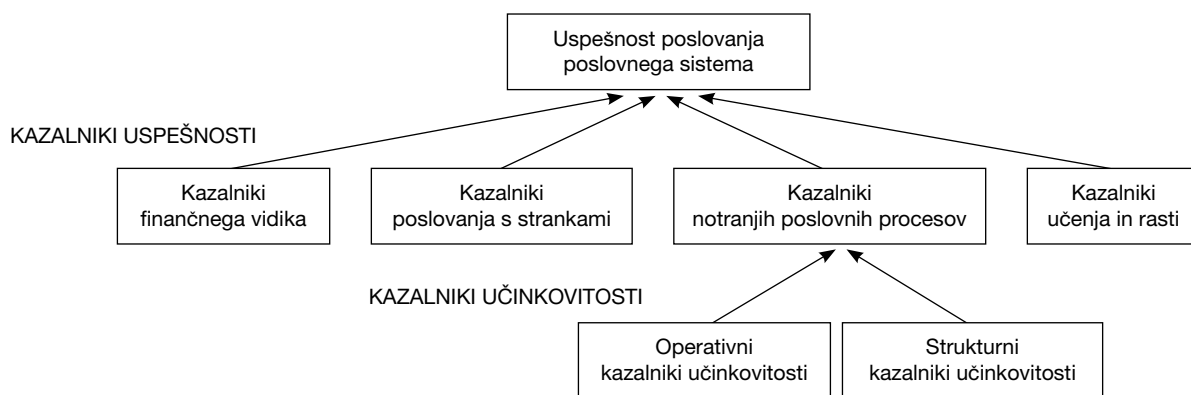 Uspešnost poslovanja
poslovnega sistema
KAZALNIKI USPEŠNOSTI
Kazalniki
finančnega vidika
Kazalniki
poslovanja s strankami
Kazalniki
notranjih poslovnih procesov
Kazalniki
učenja in rasti
KAZALNIKI UČINKOVITOSTI
Operativni
kazalniki učinkovitosti
Strukturni
kazalniki učinkovitosti